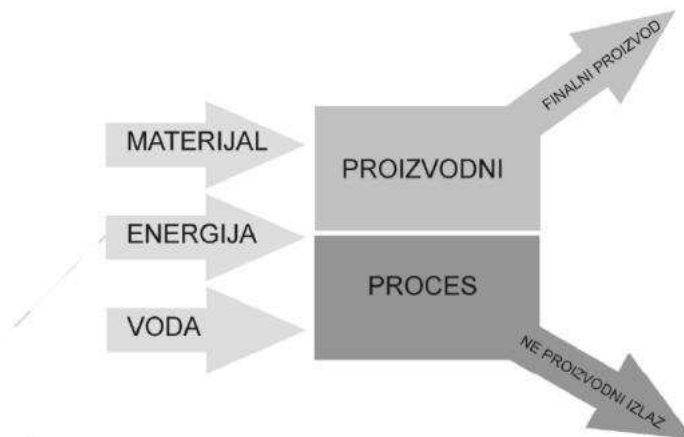 FINALNI PROIZVOD
MATERIJAL
PROIZVODNI
ENERGIJA
PROCES
VODA
NE PROIZVODNI IZLAZ